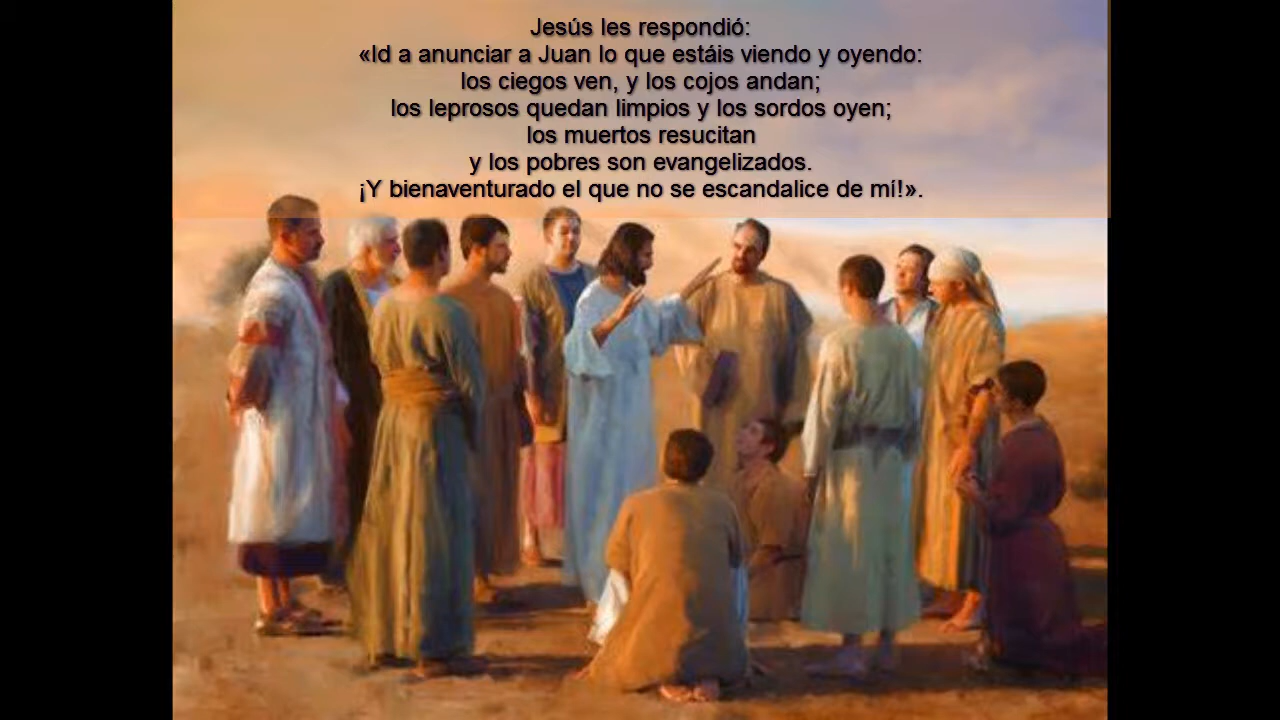 Jesús les respondió:
«Id a anunciar a Juan lo que estáis viendo y oyendo:
los ciegos ven, y los cojos andan;
los leprosos quedan limpios y los sordos oyen;
los muertos resucitan
y los pobres son evangelizados.
¡Y bienaventurado el que no se escandalice de mí!».